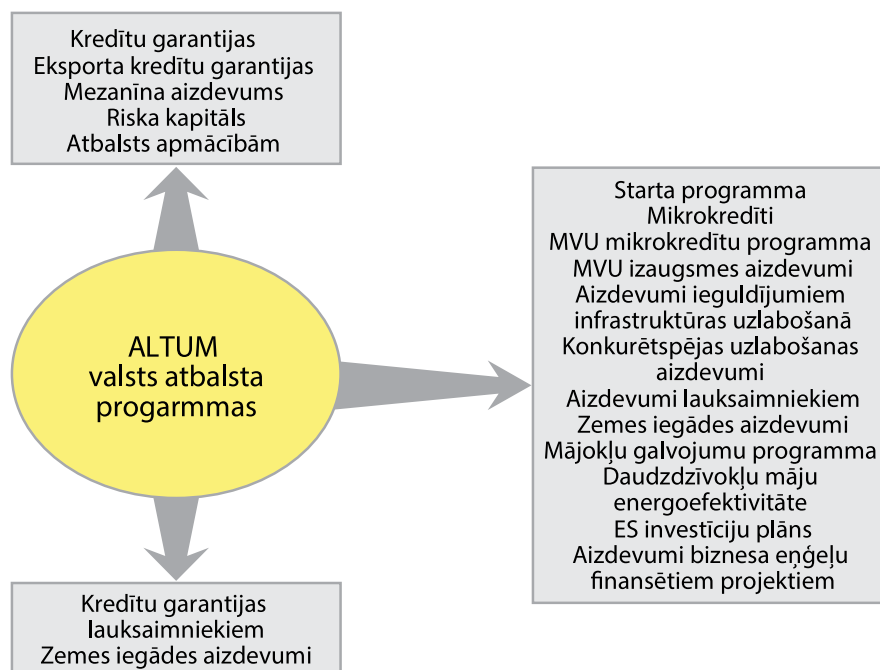 Kredītu garantijas
Eksporta kredītu garantijas
Mezanīna aizdevums
Riska kapitāls
Atbalsts apmācībām
ALTUM
valsts atbalsta
progarmmas
Starta programma
Mikrokredīti
MVU mikrokredītu programma
MVU izaugsmes aizdevumi
Aizdevumi ieguldījumiem
infrastruktūras uzlabošanā
Konkurētspējas uzlabošanas
aizdevumi
Aizdevumi lauksaimniekiem
Zemes iegādes aizdevumi
Mājokļu galvojumu programma
Daudzdzīvokļu māju
energoefektivitāte
ES investīciju plāns
Aizdevumi biznesa eņģeļu
finansētiem projektiem
Kredītu garantijas
lauksaimniekiem
Zemes iegādes aizdevumi